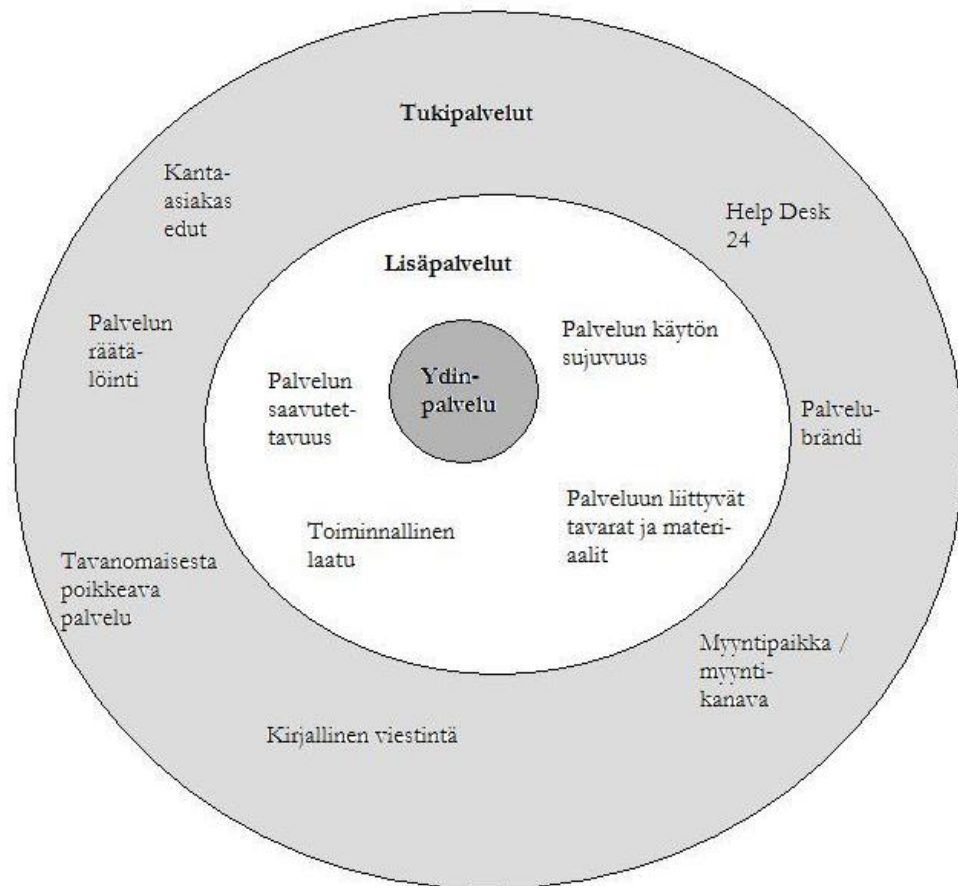 Tukipalvelut
Kanta-
asiakas
edut
Help Desk
24
Lisäpalvelut
Palvelun
räätä-
löinti
Palvelun käytön
sujuvuus
Palvelun
saavutet-
tavuus
Ydin-
palvelu
Palvelu-
brändi
Toiminnallinen
laatu
Palveluun liittyvät
tavarat ja materi-
aalit
Tavanomaisesta
poikkeava
palvelu
Myyntipaikka /
myynti-
kanava
Kirjallinen viestintä